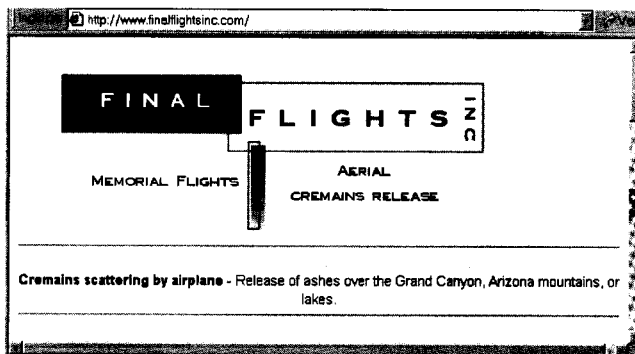 http://www.finalflightsinc.com/
FINAL
FLIGHTS
INC
MEMORIAL FLIGHTS
AERIAL
CREMAINS RELEASE
Cremains scattering by airplane - Release of ashes over the Grand Canyon, Arizona mountains, or
lakes.